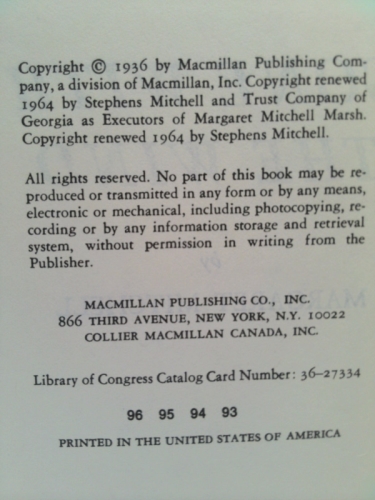 Copyright © 1936 by Macmillan Publishing Com-
pany, a division of Macmillan, Inc. Copyright renewed
1964 by Stephens Mitchell and Trust Company of
Georgia as Executors of Margaret Mitchell Marsh.
Copyright renewed 1964 by Stephens Mitchell.
All rights reserved. No part of this book may be re-
produced or transmitted in any form or by any means,
electronic or mechanical, including photocopying, re-
cording or by any information storage and retrieval
system, without permission in writing from the
Publisher.
MACMILLAN PUBLISHING CO., INC.
866 THIRD AVENUE, NEW YORK, N.Y. 10022
COLLIER MACMILLAN CANADA, INC.
Library of Congress Catalog Card Number: 36-27334
96 95 94 93
PRINTED IN THE UNITED STATES OF AMERICA